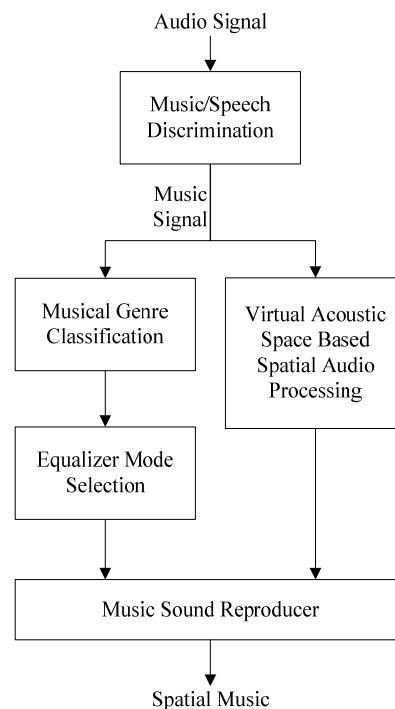 Audio Signal
Music/Speech
Discrimination
Music
Signal
Musical Genre
Classification
Virtual Acoustic
Space Based
Spatial Audio
Processing
Equalizer Mode
Selection
Music Sound Reproducer
Spatial Music